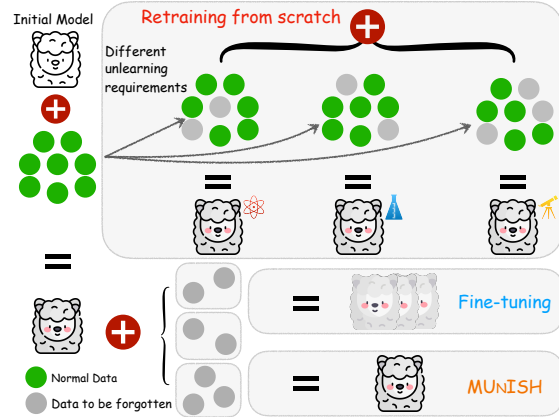 Initial Model
Retraining from scratch
Different
unlearning
requirements
Fine-tuning
MUNISH
Normal Data
Data to be forgotten